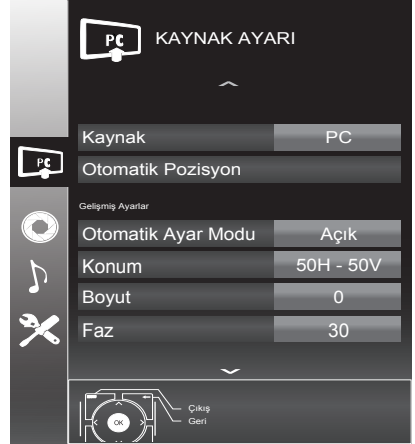 PC KAYNAK AYARI
Kaynak PC
PC
Otomatik Pozisyon
Gelişmiş Ayarlar
Otomatik Ayar Modu Açık
Konum 50H - 50V
Boyut 0
Faz 30
Çıkış
OK Geri